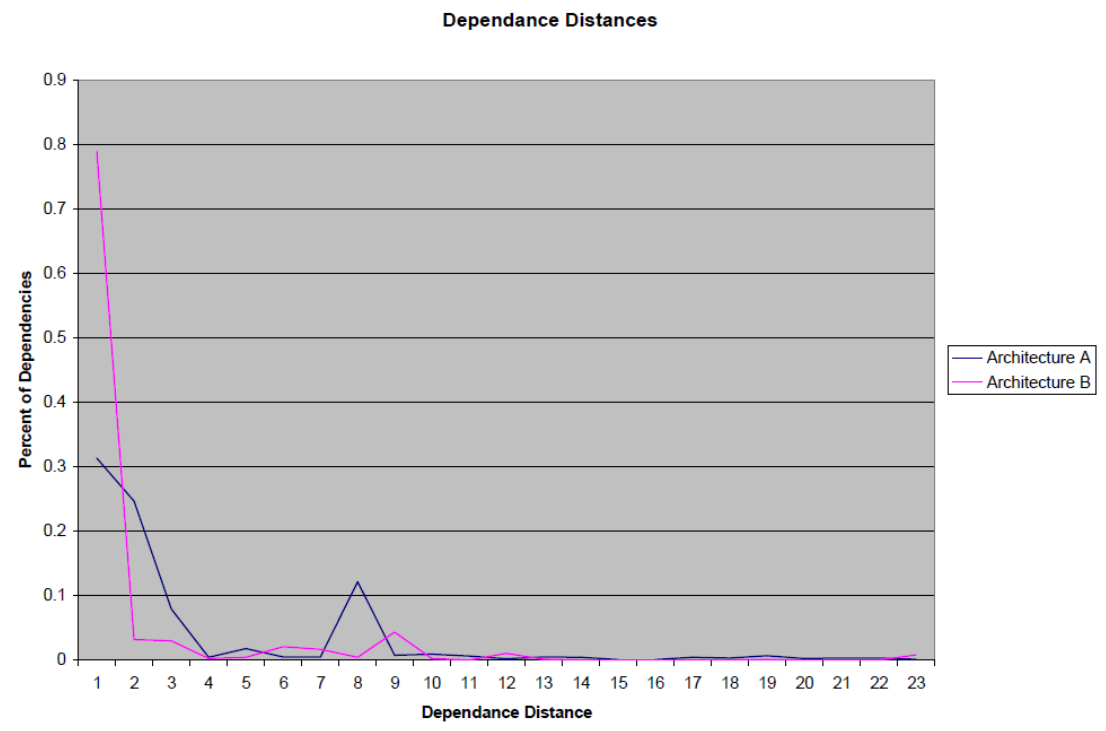 Dependance Distances
0.9
0.8
0.7
0.6
0.5
0.4
0.3
0.2
0.1
0
Percent of Dependencies
1 2 3 4 5 6 7 8 9 10 11 12 13 14 15 16 17 18 19 20 21 22 23
Dependance Distance
Architecture A
Architecture B